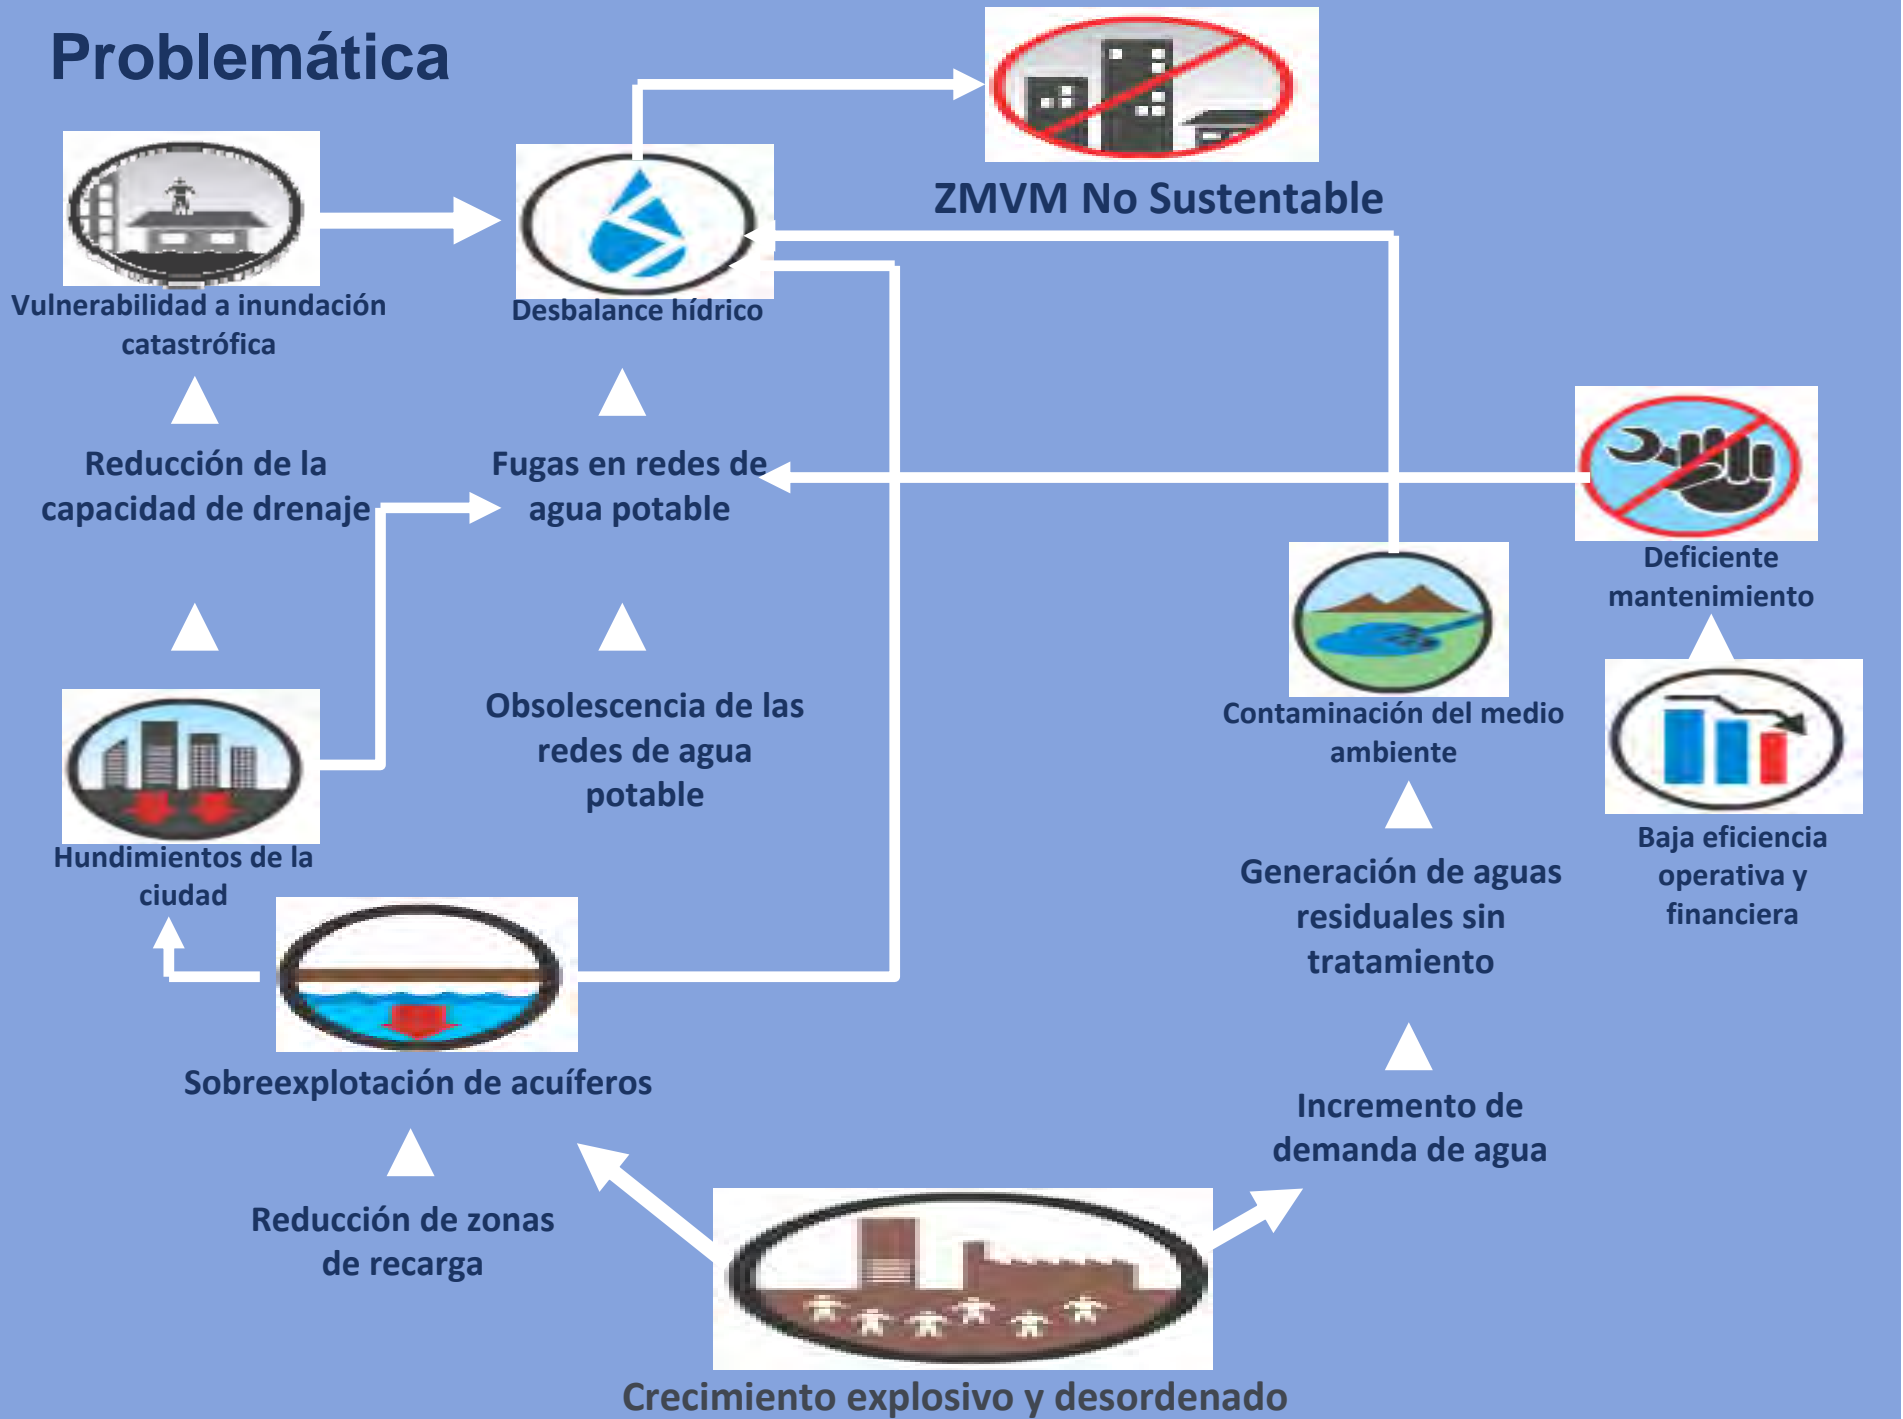 Problemática
ZMVM No Sustentable
Vulnerabilidad a inundación
catastrófica
Desbalance hídrico
Reducción de la
capacidad de drenaje
Fugas en redes de
agua potable
Deficiente
mantenimiento
Obsolescencia de las
redes de agua
potable
Contaminación del medio
ambiente
Hundimientos de la
ciudad
Baja eficiencia
operativa y
financiera
Generación de aguas
residuales sin
tratamiento
Sobreexplotación de acuíferos
Incremento de
demanda de agua
Reducción de zonas
de recarga
Crecimiento explosivo y desordenado